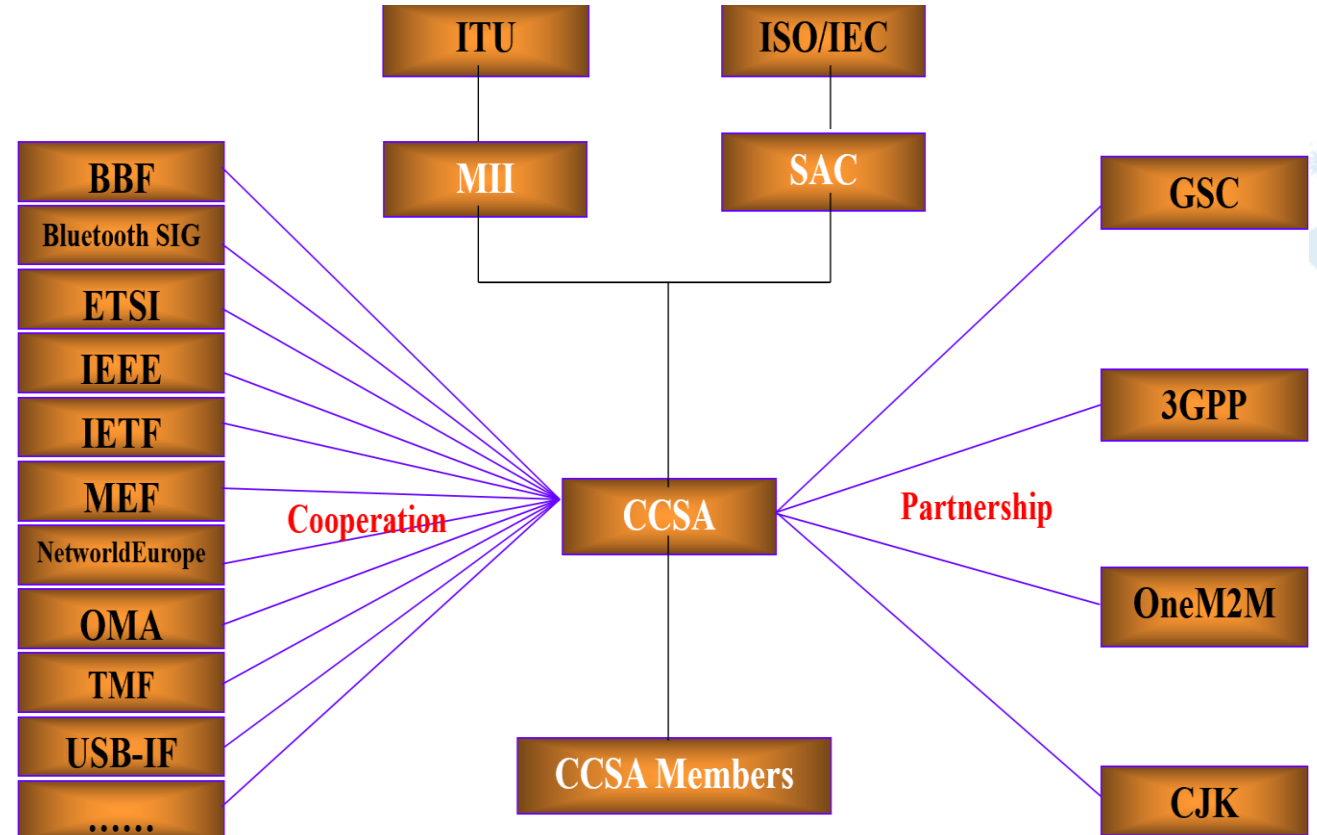 ITU
ISO/IEC
MII
SAC
BBF
Bluetooth SIG
ETSI
IEEE
IETF
MEF
NetworldEurope
OMA
TMF
USB-IF
......
Cooperation
CCSA
Partnership
GSC
3GPP
OneM2M
CJK
CCSA Members